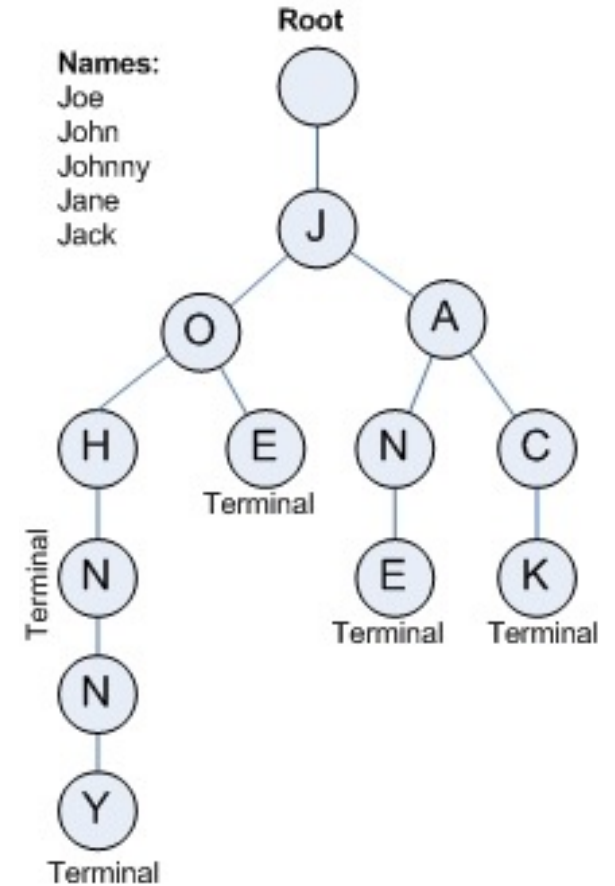 Root
Names:
Joe
John
Johnny
Jane
Jack
J
O
A
H
E
N
C
Terminal
Terminal
N
E
K
Terminal
Terminal
N
Y
Terminal